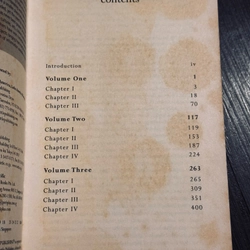 contents
Introduction iv
Volume One 1
Chapter I 3
Chapter II 18
Chapter III 70
Volume Two 117
Chapter I 119
Chapter II 153
Chapter III 187
Chapter IV 224
Volume Three 263
Chapter I 265
Chapter II 309
Chapter III 351
Chapter IV 400